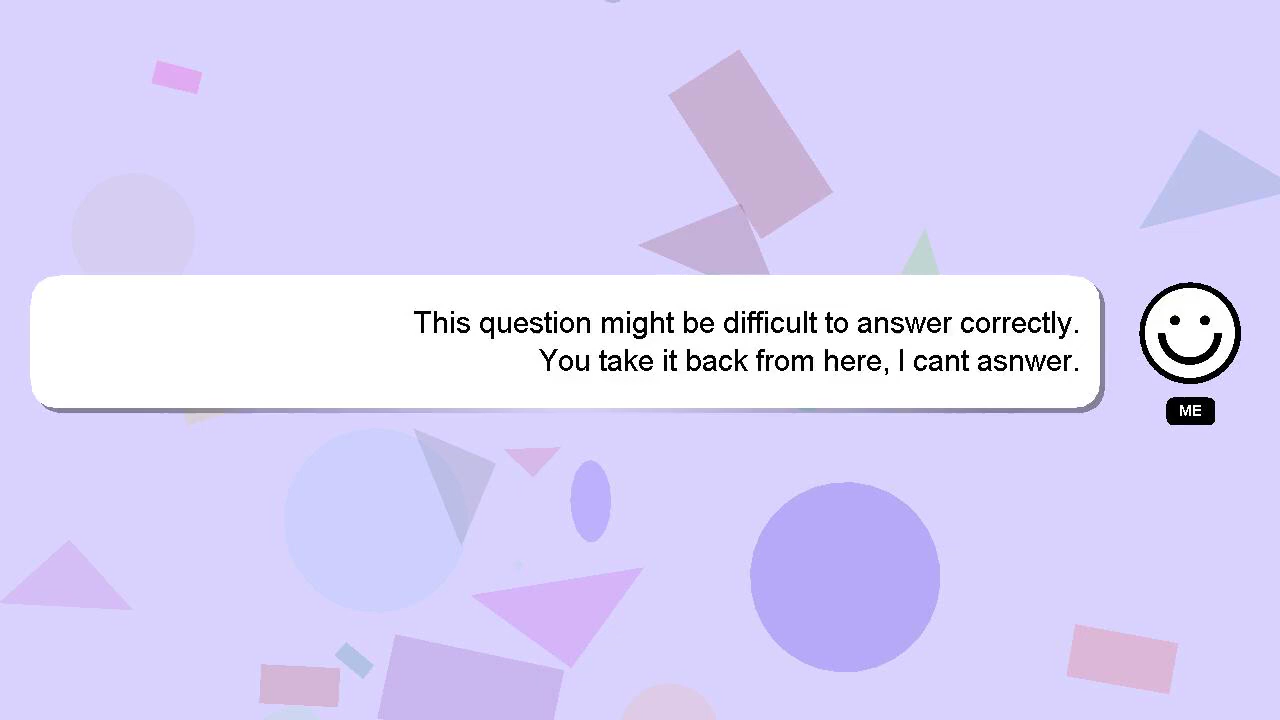 This question might be difficult to answer correctly.
You take it back from here, I cant asnwer.
ME